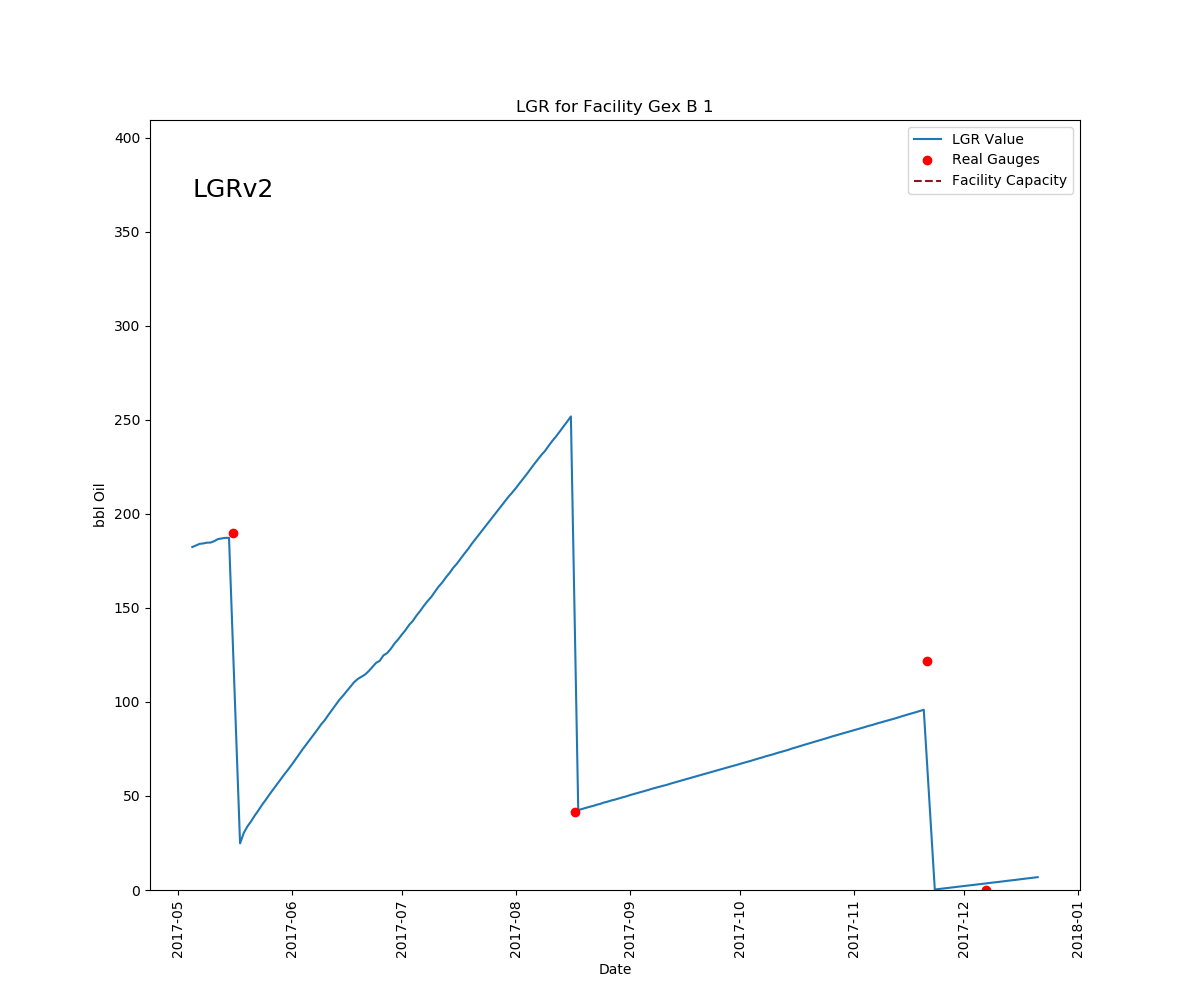 LGR for Facility Gex B 1
LGRv2
LGR Value
Real Gauges
Facility Capacity
400
350
300
250
200
150
100
50
0
bbl Oil
2017-05
2017-06
2017-07
2017-08
2017-09
2017-10
2017-11
2017-12
2018-01
Date